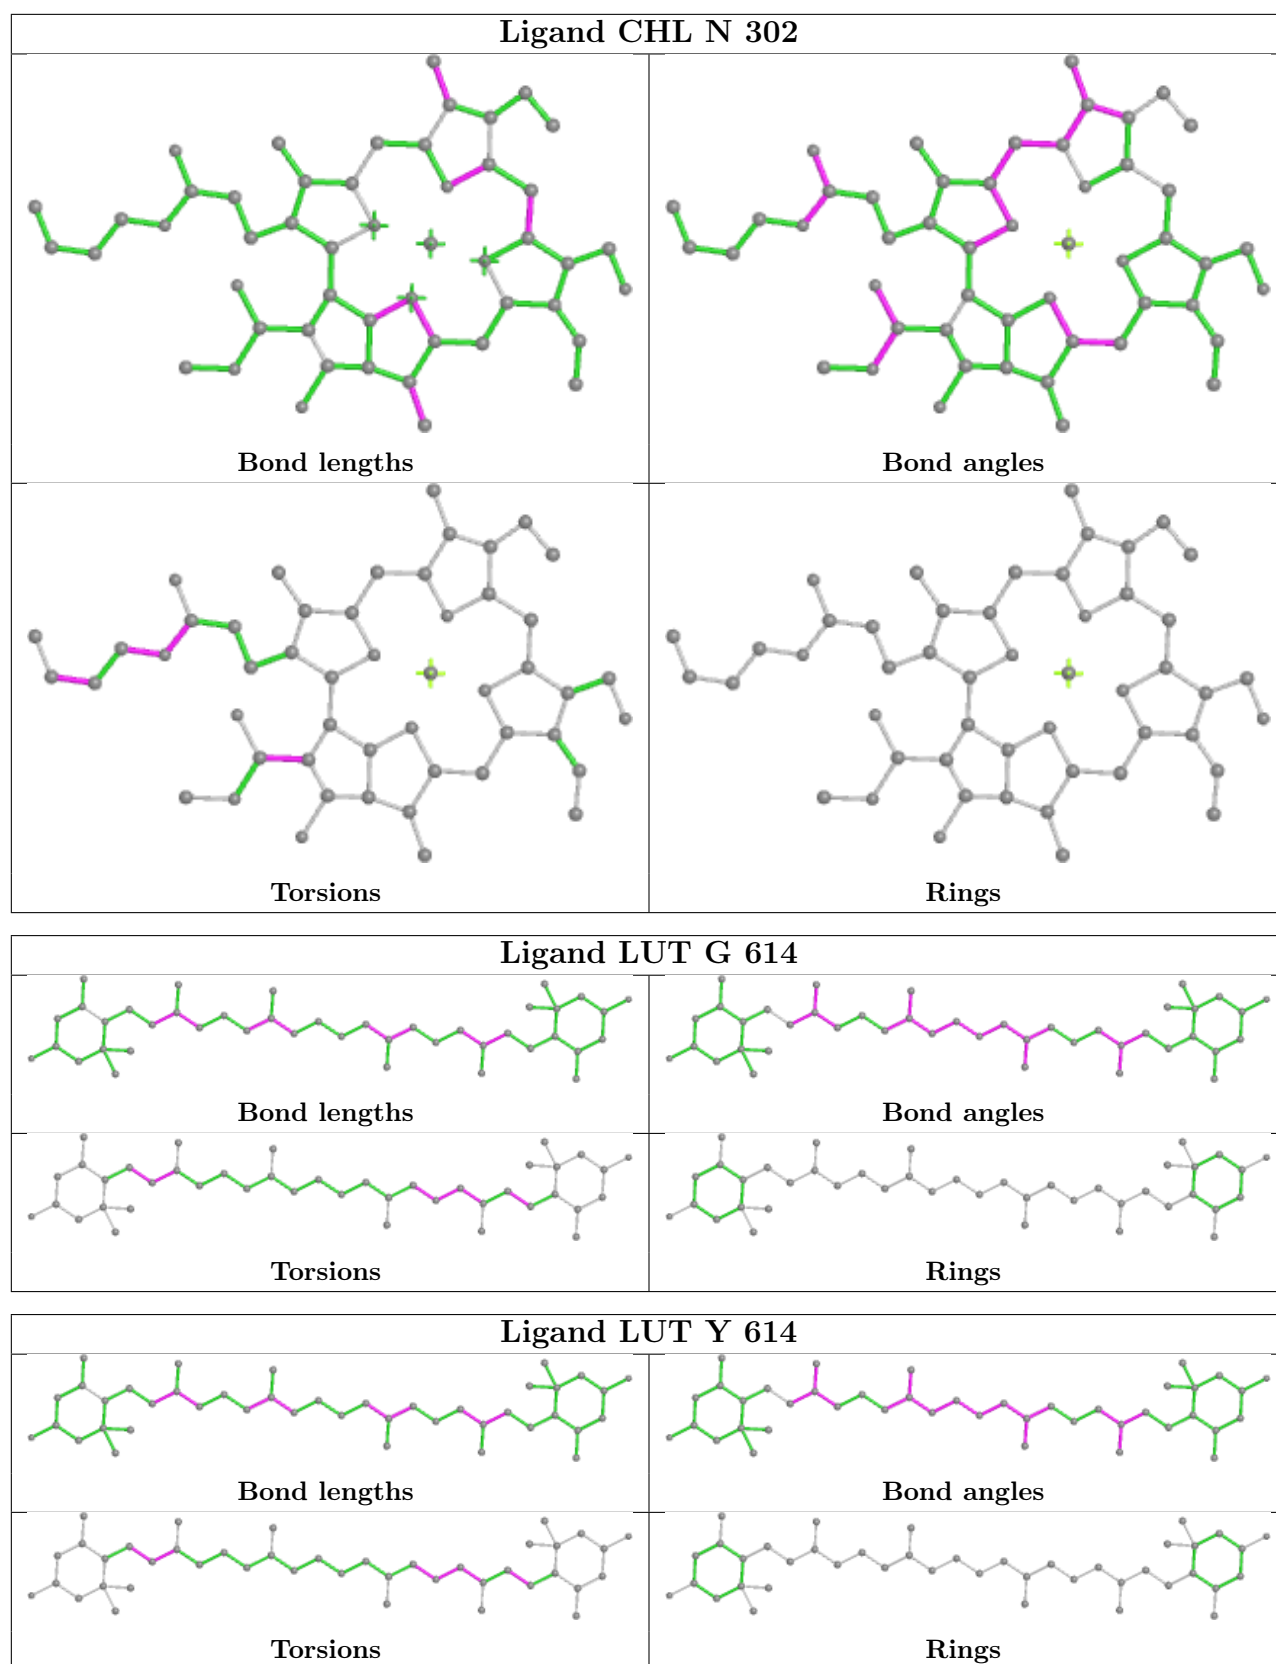 Ligand CHL N 302
Bond lengths
Bond angles
Torsions
Rings
Ligand LUT G 614
Bond lengths
Bond angles
Torsions
Rings
Ligand LUT Y 614
Bond lengths
Bond angles
Torsions
Rings